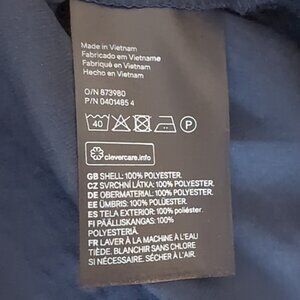 Made in Vietnam
Fabricado em Vietname
Fabriqué en Vietnam
Hecho en Vietnam
O/N 873980
P/N 0401485 4
40
P
clevercare.info
GB SHELL: 100% POLYESTER.
CZ SVRCHNÍ LÁTKA: 100% POLYESTER.
DE OBERMATERIAL: 100% POLYESTER.
EE ÜMBRIS: 100% POLÜESTER.
ES TELA EXTERIOR: 100% poliéster.
FI PÄÄLLISKANGAS: 100%
POLYESTERIÄ.
FR LAVER À LA MACHINE À L'EAU
TIÈDE. BLANCHIR SANS CHLORE
SI NÉCESSAIRE. SÉCHER À L'AIR